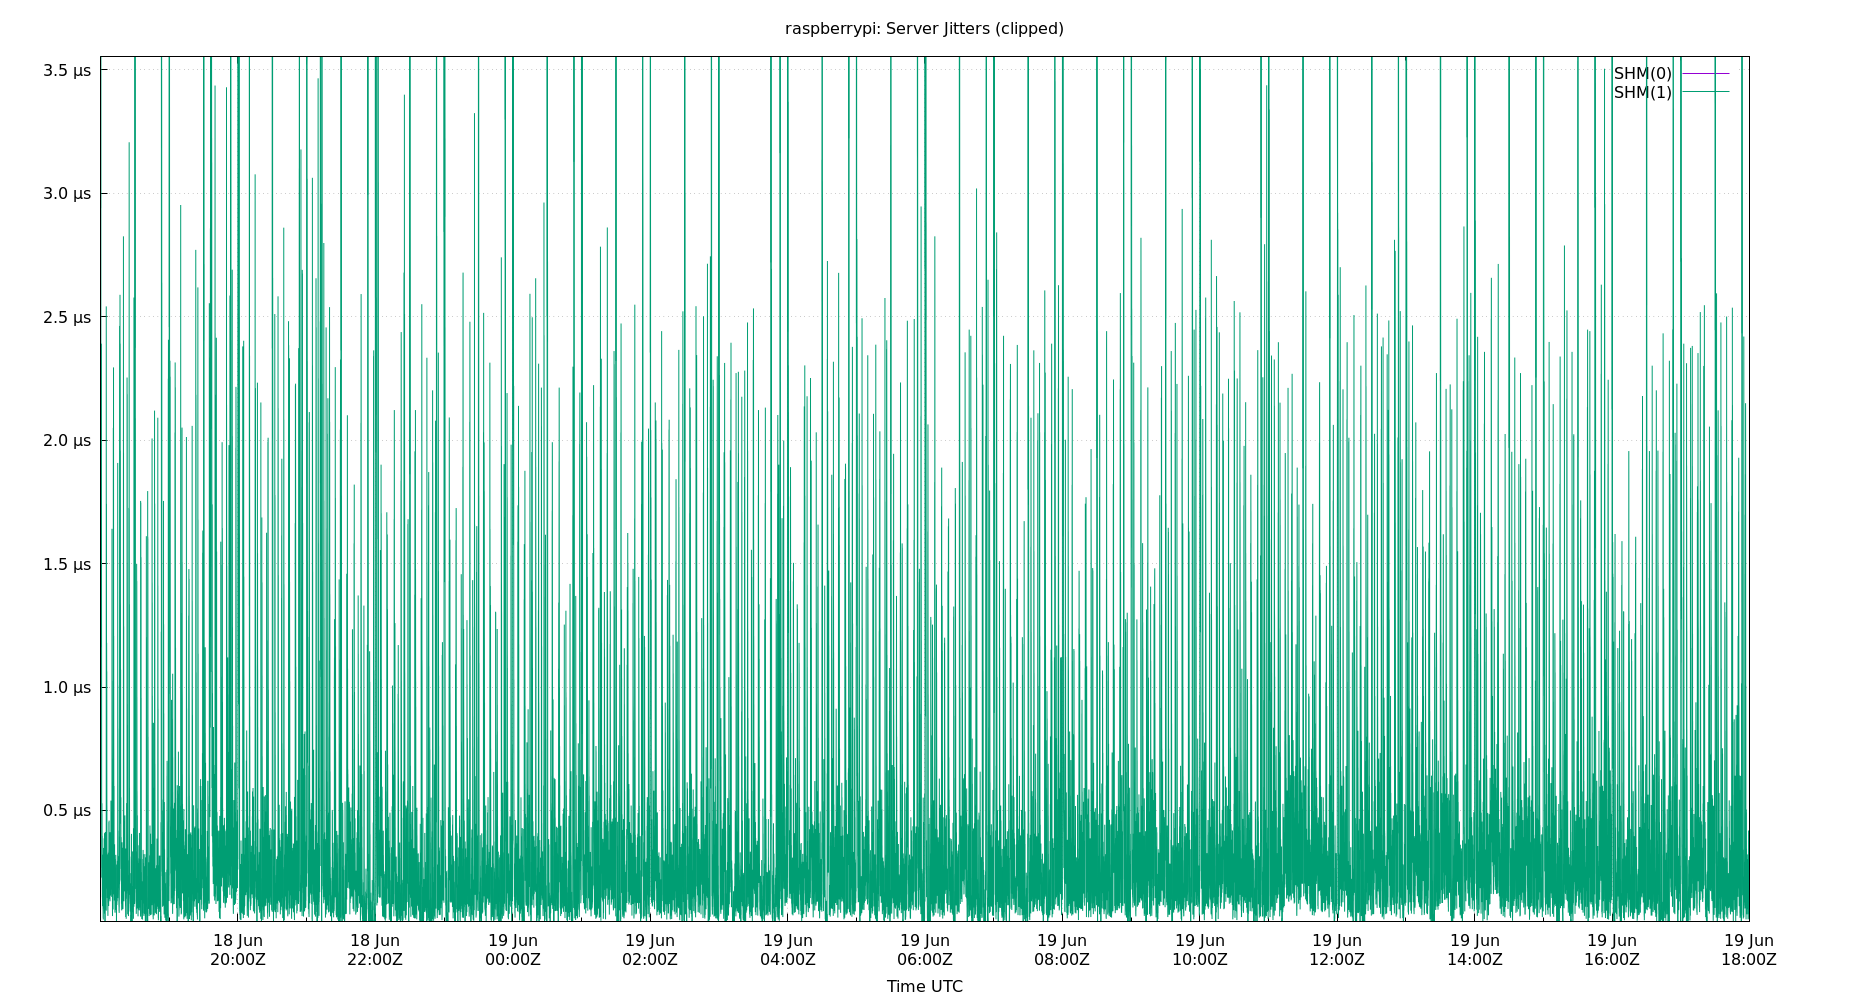 raspberrypi: Server Jitters (clipped)
3.5 µs
3.0 µs
2.5 µs
2.0 µs
1.5 µs
1.0 µs
0.5 µs
SHM(0)
SHM(1)
18 Jun 18 Jun 19 Jun 19 Jun 19 Jun 19 Jun 19 Jun 19 Jun 19 Jun 19 Jun 19 Jun 19 Jun
20:00Z 22:00Z 00:00Z 02:00Z 04:00Z 06:00Z 08:00Z 10:00Z 12:00Z 14:00Z 16:00Z 18:00Z
Time UTC